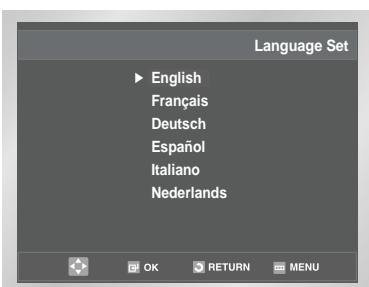 Language Set
► English
Français
Deutsch
Español
Italiano
Nederlands
OK RETURN MENU